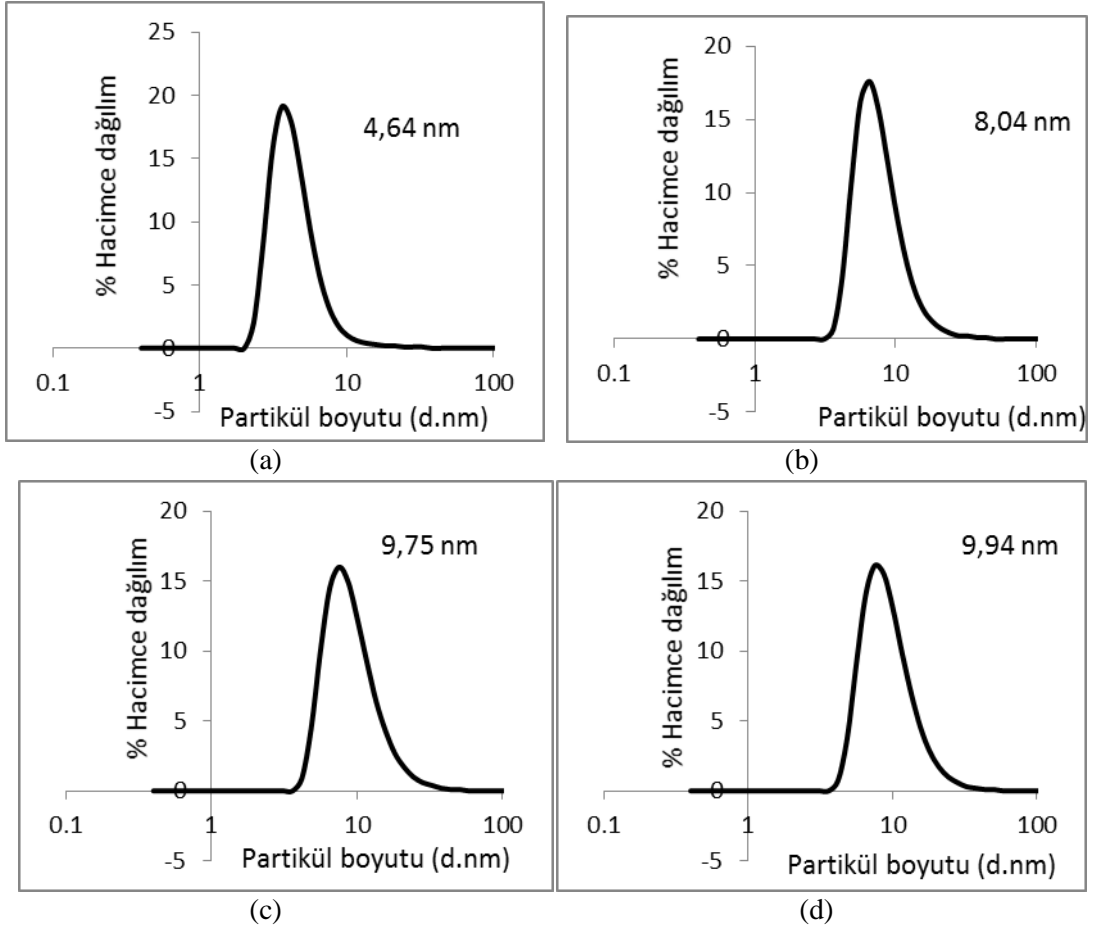 25
20
15
10
5
0
-5
0.1
1
10
100
% Hacimce dağılım
4,64 nm
Partikül boyutu (d.nm)
(a)
20
15
10
5
0
-5
0.1
1
10
100
% Hacimce dağılım
8,04 nm
Partikül boyutu (d.nm)
(b)
20
15
10
5
0
-5
0.1
1
10
100
% Hacimce dağılım
9,75 nm
Partikül boyutu (d.nm)
(c)
20
15
10
5
0
-5
0.1
1
10
100
% Hacimce dağılım
9,94 nm
Partikül boyutu (d.nm)
(d)